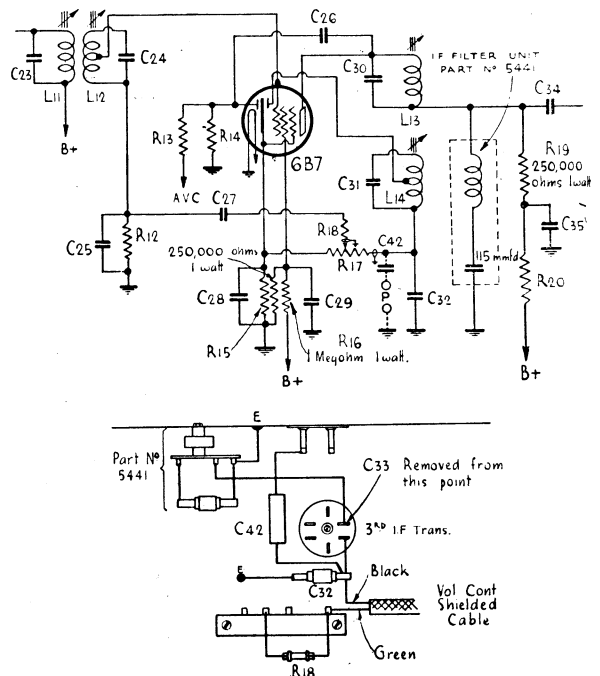 C26
I F FILTER UNIT
PART Nº 5441
C23
C24
C30
C34
L11
L12
L13
B+
R13
R14
6B7
R19
250,000
ohms 1watt
AVC
C31
L14
C27
C25
R12
R18
R17
C42
C35
115 mmfd
250,000 ohms
1 watt
P
C28
C29
C32
R20
R15
R16
1 Megohm 1watt.
B+
B+
E
Part Nº
5441
C33 Removed from
this point
C42
3RD I.F Trans.
E
C32
Black
Vol Cont
Shielded
Cable
Green
R18